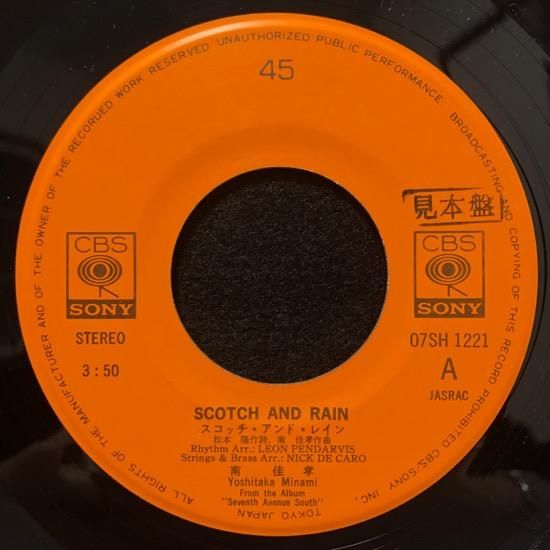 ALL RIGHTS OF THE MANUFACTURER AND OF THE OWNER OF THE RECORDED WORK RESERVED UNAUTHORIZED PUBLIC PERFORMANCE, BROADCASTING AND COPYING OF THIS RECORD PROHIBITED CBS/SONY INC. TOKYO JAPAN
45
見本盤
CBS
SONY
STEREO
3:50
CBS
SONY
07SH 1221
A
JASRAC
SCOTCH AND RAIN
スコッチ・アンド・レイン
松本 隆作詩、南 佳孝作曲
Rhythm Arr.: LEON PENDARVIS
Strings & Brass Arr.: NICK DE CARO
南 佳 孝
Yoshitaka Minami
From the Album
"Seventh Avenue South"